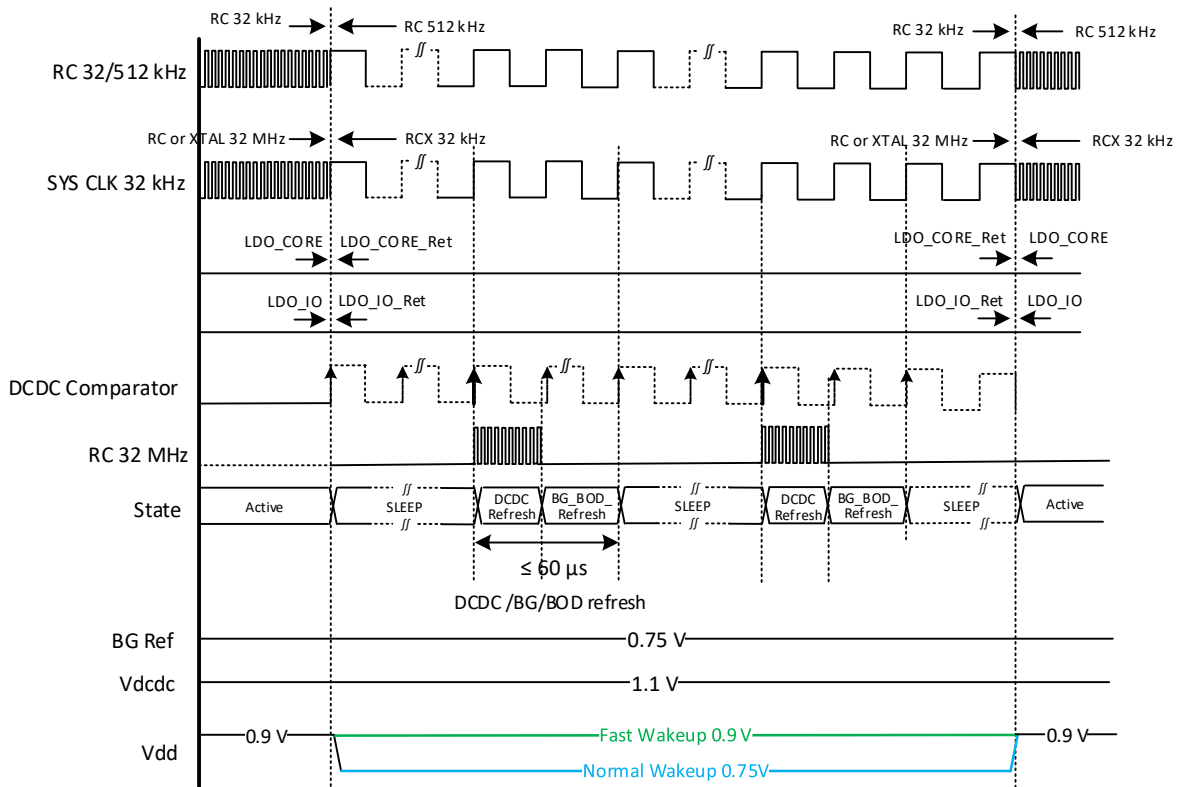 RC 32 kHz
RC 512 kHz
RC 32 kHz
RC 512 kHz
RC 32/512 kHz
RC or XTAL 32 MHz
RCX 32 kHz
RC or XTAL 32 MHz
RCX 32 kHz
SYS CLK 32 kHz
LDO_CORE
LDO_CORE_Ret
LDO_CORE_Ret
LDO_CORE
LDO_IO
LDO_IO_Ret
LDO_IO_Ret
LDO_IO
DCDC Comparator
RC 32 MHz
State
Active
SLEEP
DCDC
Refresh
BG_BOD_
Refresh
SLEEP
DCDC
Refresh
BG_BOD_
Refresh
SLEEP
Active
≤ 60 µs
DCDC /BG/BOD refresh
BG Ref
0.75 V
Vdcdc
1.1 V
Vdd
0.9 V
Fast Wakeup 0.9 V
0.9 V
Normal Wakeup 0.75V